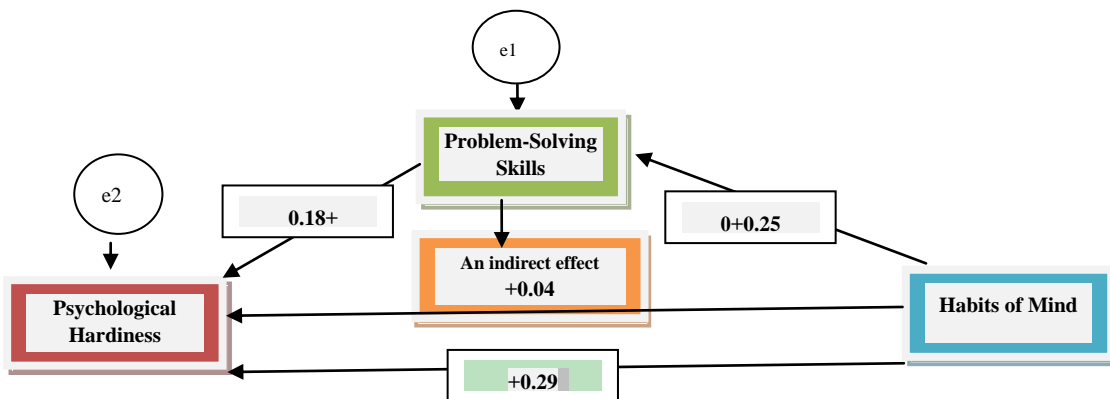 e1
Problem-Solving
Skills
e2
0.18+
0+0.25
An indirect effect
+0.04
Psychological
Hardiness
Habits of Mind
+0.29